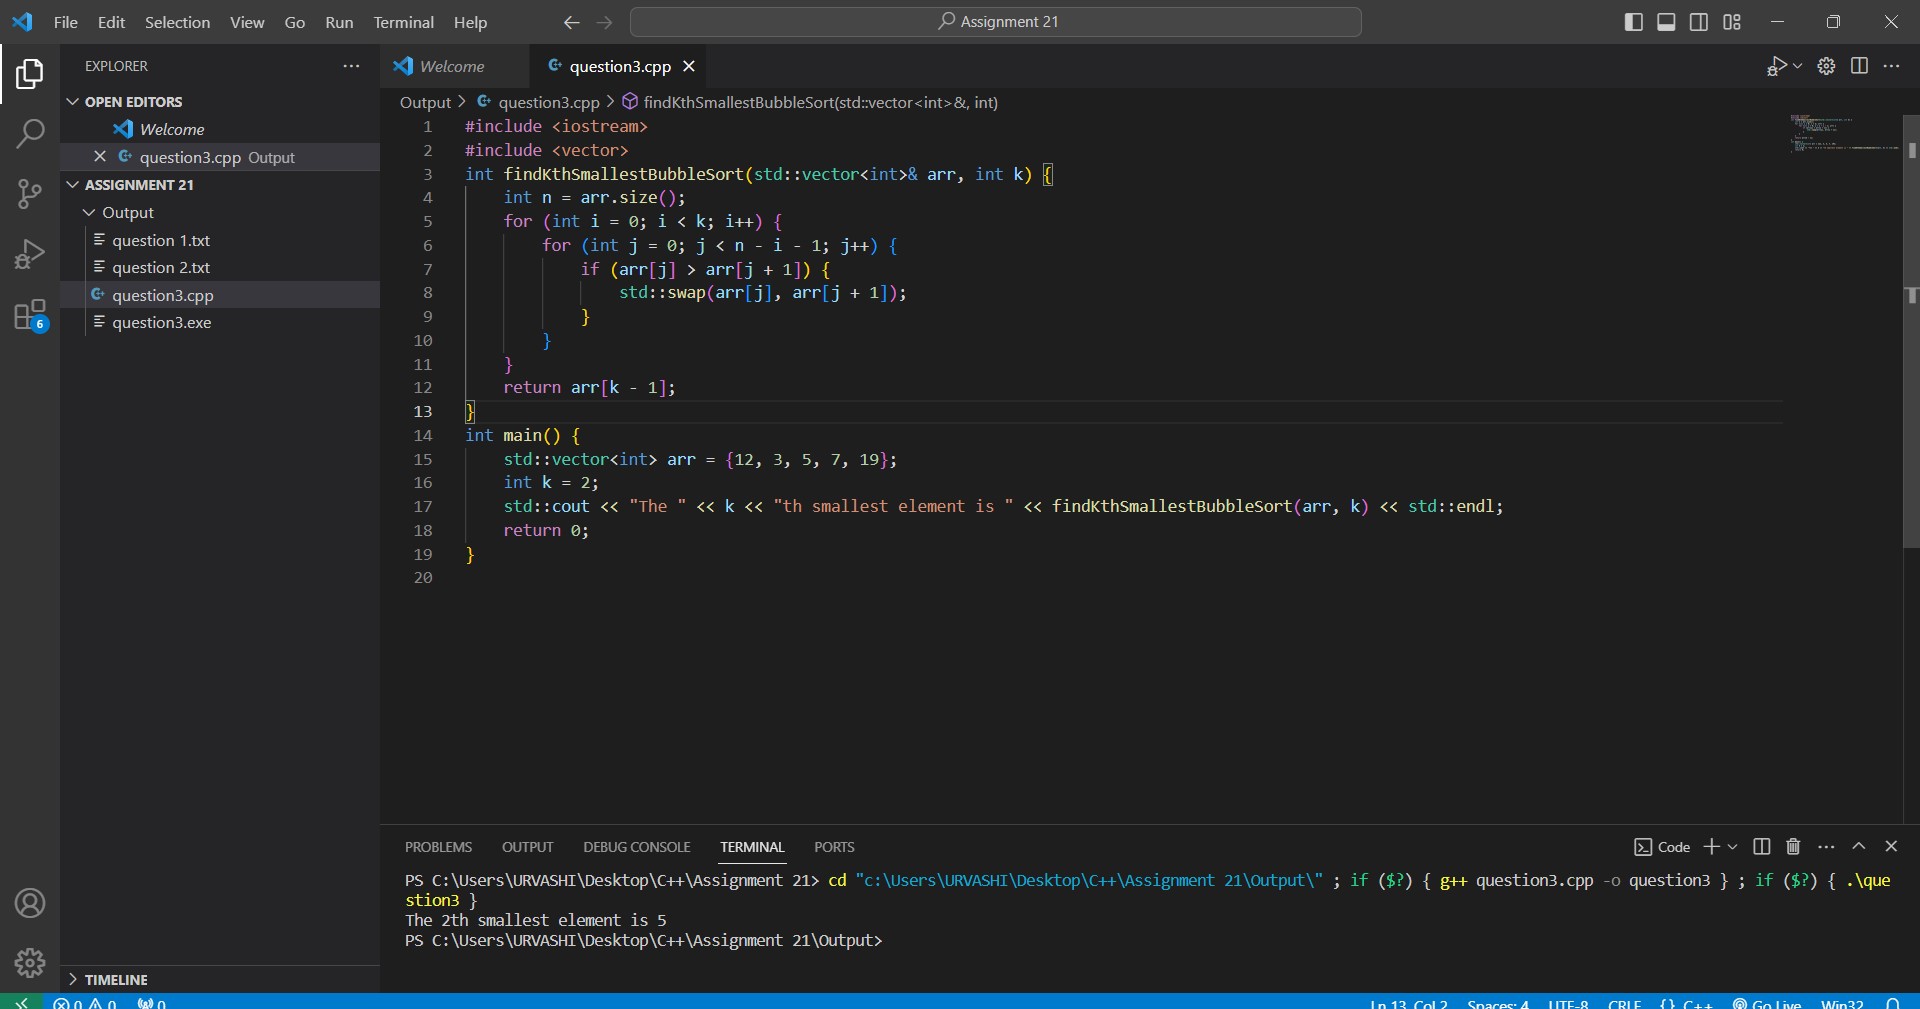 File Edit Selection View Go Run Terminal Help
Assignment 21
EXPLORER
OPEN EDITORS
Welcome
question3.cpp Output
ASSIGNMENT 21
Output
question 1.txt
question 2.txt
question3.cpp
question3.exe
6
TIMELINE
Welcome
question3.cpp
Output > question3.cpp > findKthSmallestBubbleSort(std::vector<int>&, int)
1 #include <iostream>
2 #include <vector>
3 int findKthSmallestBubbleSort(std::vector<int>& arr, int k) {
4 int n = arr.size();
5 for (int i = 0; i < k; i++) {
6 for (int j = 0; j < n - i - 1; j++) {
7 if (arr[j] > arr[j + 1]) {
8 std::swap(arr[j], arr[j + 1]);
9 }
10 }
11 }
12 return arr[k - 1];
13 }
14 int main() {
15 std::vector<int> arr = {12, 3, 5, 7, 19};
16 int k = 2;
17 std::cout << "The " << k << "th smallest element is " << findKthSmallestBubbleSort(arr, k) << std::endl;
18 return 0;
19 }
20
PROBLEMS OUTPUT DEBUG CONSOLE TERMINAL PORTS
Code
PS C:\Users\URVASHI\Desktop\C++\Assignment 21> cd "c:\Users\URVASHI\Desktop\C++\Assignment 21\Output\" ; if ($?) { g++ question3.cpp -o question3 } ; if ($?) { .\que
stion3 }
The 2th smallest element is 5
PS C:\Users\URVASHI\Desktop\C++\Assignment 21\Output>
0 0 0
Ln 13, Col 2 Spaces: 4 UTF-8 CRLF {} C++ Go Live Win32